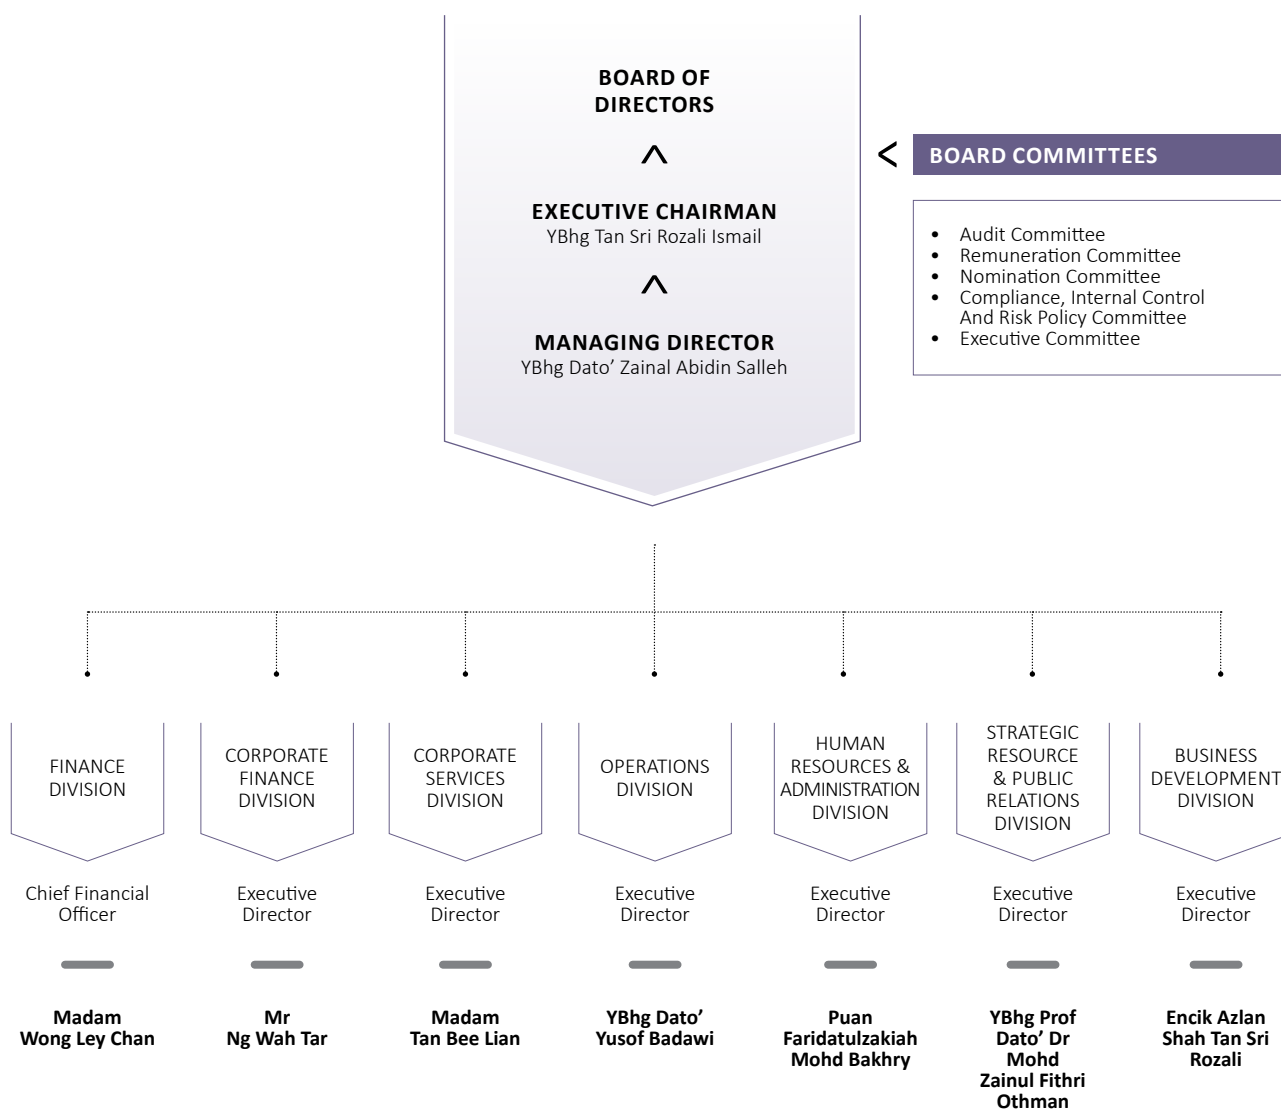 BOARD OF
DIRECTORS
EXECUTIVE CHAIRMAN
YBhg Tan Sri Rozali Ismail
MANAGING DIRECTOR
YBhg Dato’ Zainal Abidin Salleh
BOARD COMMITTEES
• Audit Committee
• Remuneration Committee
• Nomination Committee
• Compliance, Internal Control
And Risk Policy Committee
• Executive Committee
FINANCE
DIVISION
Chief Financial
Officer
Madam
Wong Ley Chan
CORPORATE
FINANCE
DIVISION
Executive
Director
Mr
Ng Wah Tar
CORPORATE
SERVICES
DIVISION
Executive
Director
Madam
Tan Bee Lian
OPERATIONS
DIVISION
Executive
Director
YBhg Dato’
Yusof Badawi
HUMAN
RESOURCES &
ADMINISTRATION
DIVISION
Executive
Director
Puan
Faridatulzakiah
Mohd Bakhry
STRATEGIC
RESOURCE
& PUBLIC
RELATIONS
DIVISION
Executive
Director
YBhg Prof
Dato’ Dr
Mohd
Zainul Fithri
Othman
BUSINESS
DEVELOPMENT
DIVISION
Executive
Director
Encik Azlan
Shah Tan Sri
Rozali